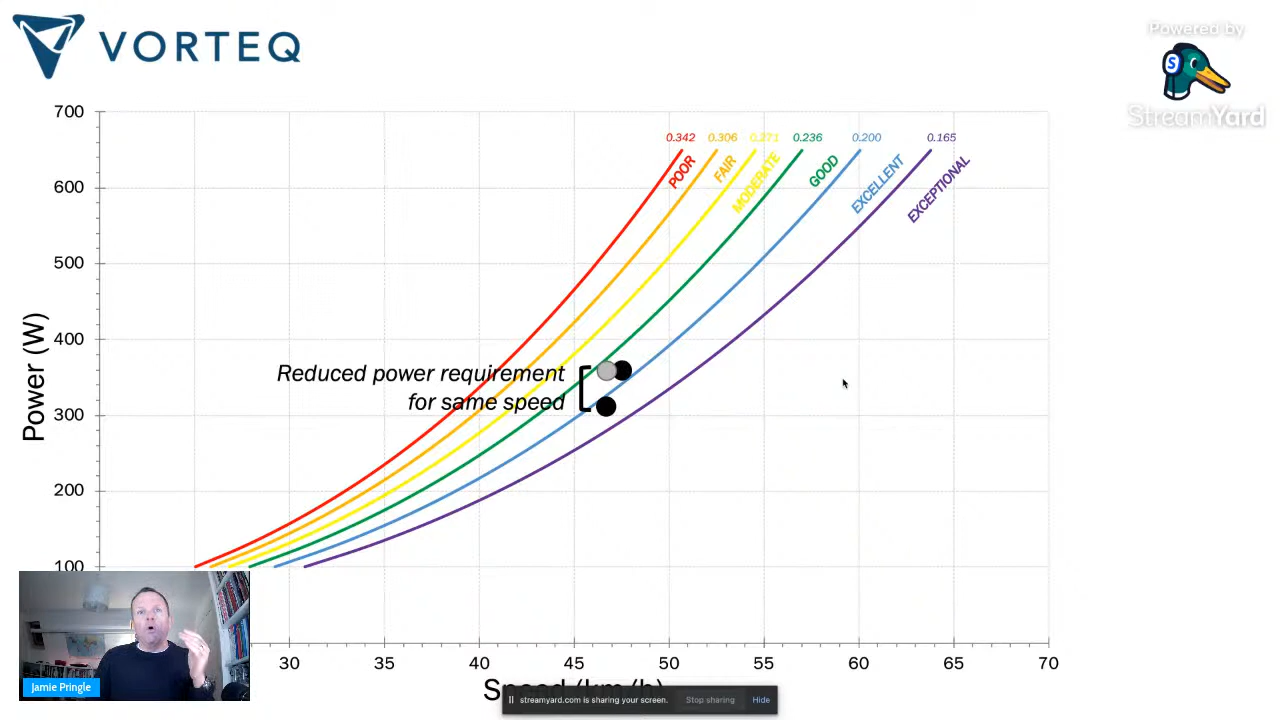 VORTEQ
Powered by
S
StreamYard
700
600
500
400
300
200
100
Power (W)
0.342
0.306
0.271
0.236
0.200
0.165
POOR
FAIR
MODERATE
GOOD
EXCELLENT
EXCEPTIONAL
Reduced power requirement
for same speed
30
35
40
45
50
55
60
65
70
Speed (km/h)
Jamie Pringle
streamyard.com is sharing your screen.
Stop sharing
Hide